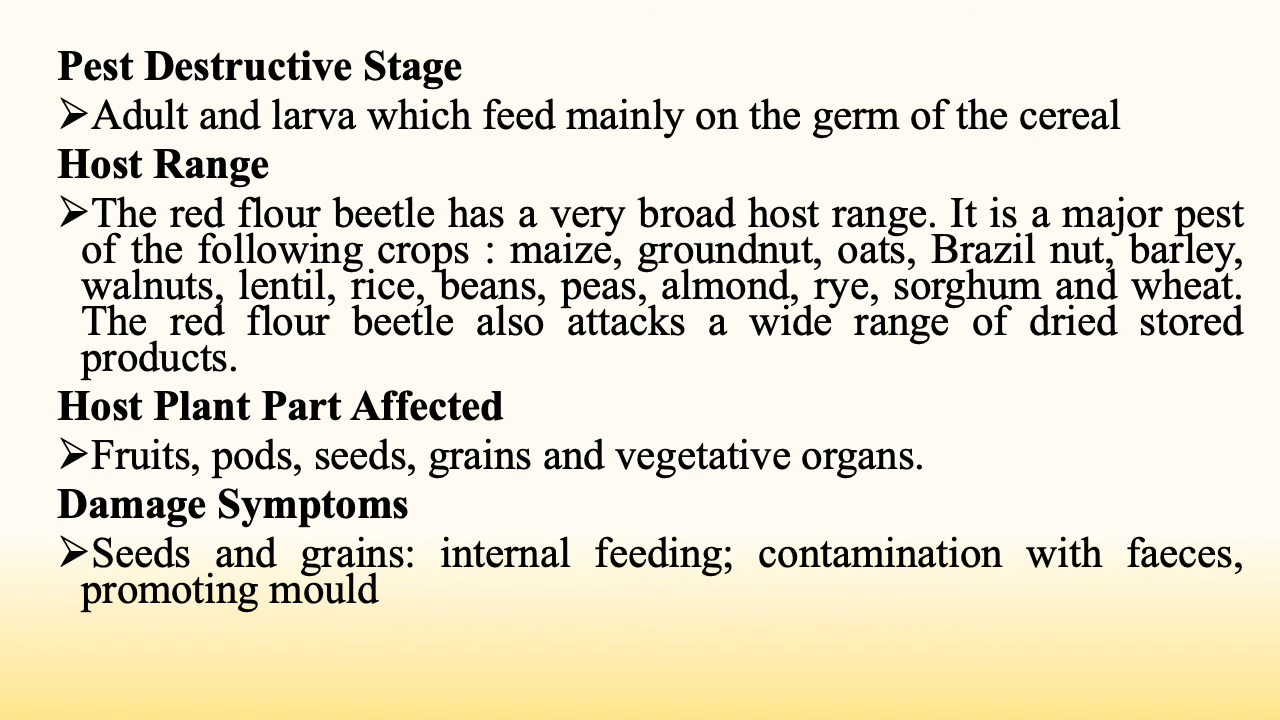 Pest Destructive Stage
➢Adult and larva which feed mainly on the germ of the cereal
Host Range
➢The red flour beetle has a very broad host range. It is a major pest
of the following crops : maize, groundnut, oats, Brazil nut, barley,
walnuts, lentil, rice, beans, peas, almond, rye, sorghum and wheat.
The red flour beetle also attacks a wide range of dried stored
products.
Host Plant Part Affected
➢Fruits, pods, seeds, grains and vegetative organs.
Damage Symptoms
➢Seeds and grains: internal feeding; contamination with faeces,
promoting mould